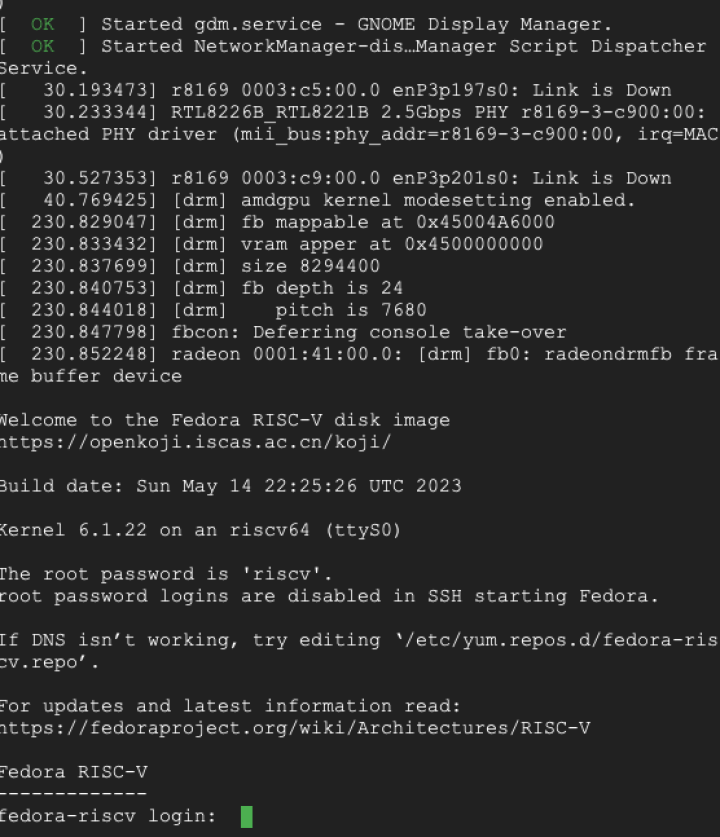 )
[  OK  ] Started gdm.service - GNOME Display Manager.
[  OK  ] Started NetworkManager-dis…Manager Script Dispatcher
Service.
[   30.193473] r8169 0003:c5:00.0 enP3p197s0: Link is Down
[   30.233344] RTL8226B_RTL8221B 2.5Gbps PHY r8169-3-c900:00:
attached PHY driver (mii_bus:phy_addr=r8169-3-c900:00, irq=MAC
)
[   30.527353] r8169 0003:c9:00.0 enP3p201s0: Link is Down
[   40.769425] [drm] amdgpu kernel modesetting enabled.
[  230.829047] [drm] fb mappable at 0x45004A6000
[  230.833432] [drm] vram apper at 0x4500000000
[  230.837699] [drm] size 8294400
[  230.840753] [drm] fb depth is 24
[  230.844018] [drm]    pitch is 7680
[  230.847798] fbcon: Deferring console take-over
[  230.852248] radeon 0001:41:00.0: [drm] fb0: radeondrmfb fra
me buffer device
Welcome to the Fedora RISC-V disk image
https://openkoji.iscas.ac.cn/koji/
Build date: Sun May 14 22:25:26 UTC 2023
Kernel 6.1.22 on an riscv64 (ttyS0)
The root password is 'riscv'.
root password logins are disabled in SSH starting Fedora.
If DNS isn’t working, try editing ‘/etc/yum.repos.d/fedora-ris
cv.repo’.
For updates and latest information read:
https://fedoraproject.org/wiki/Architectures/RISC-V
Fedora RISC-V
-------------
fedora-riscv login: